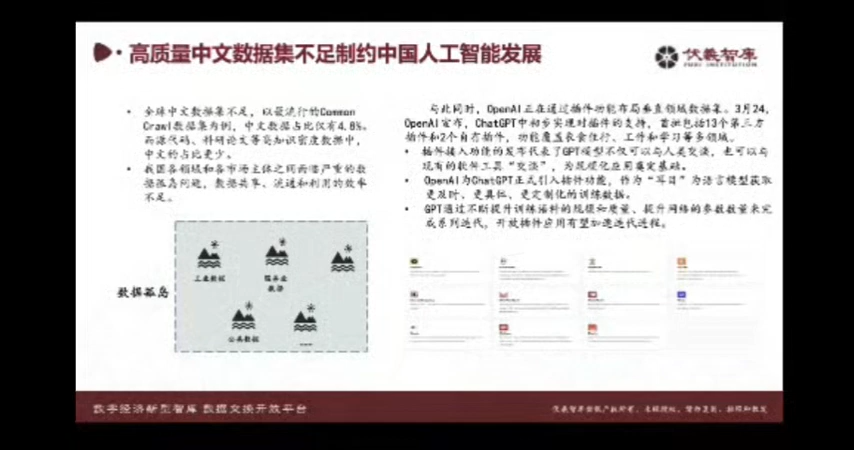 高质量中文数据集不足制约中国人工智能发展
伏羲智库
FUXI INSTITUTION
• 全球中文数据集不足，以最流行的Common
Crawl数据集为例，中文数据占比仅有4.8%。
而源代码、科研论文等高知识密度数据中，
中文的占比更少。
• 我国各领域和各市场主体之间面临严重的数
据孤岛问题，数据共享、流通和利用的效率
不足。
数据孤岛
工业数据
服务业
数据
公共数据
……
与此同时，OpenAI正在通过插件功能布局垂直领域数据集。3月24，
OpenAI宣布，ChatGPT中初步实现对插件的支持，首批包括13个第三方
插件和2个自有插件，功能覆盖衣食住行、工作和学习等多领域。
• 插件接入功能的发布代表了GPT模型不仅可以与人类交谈，也可以与
现有的软件工具“交谈”，为规模化应用奠定基础。
• OpenAI为ChatGPT正式引入插件功能，作为“耳目”为语言模型获取
更及时、更具体、更定制化的训练数据。
• GPT通过不断提升训练语料的规模和质量、提升网络的参数数量来完
成系列迭代，开放插件应用有望加速迭代进程。
数字经济新型智库 数据交换开放平台